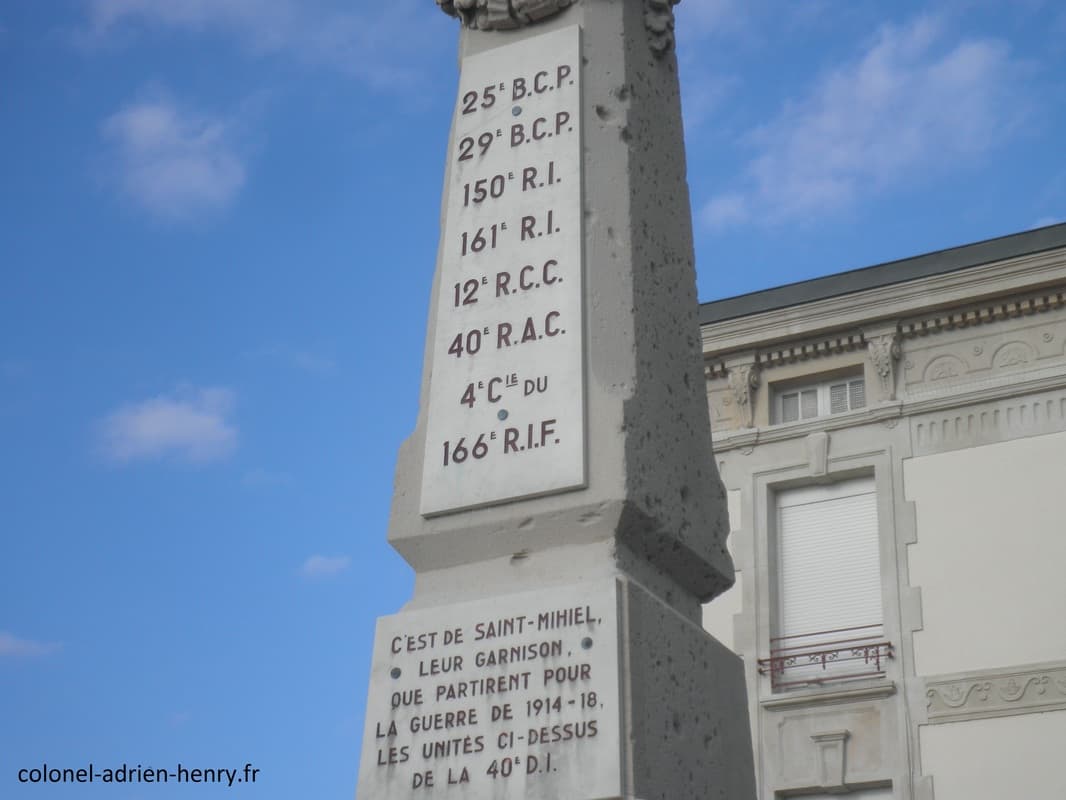 25E B.C.P.
29E B.C.P.
150E R.I.
161E R.I.
12E R.C.C.
40E R.A.C.
4E CIE DU
166E R.I.F.
C'EST DE SAINT-MIHIEL,
LEUR GARNISON,
QUE PARTIRENT POUR
LA GUERRE DE 1914-18,
LES UNITÉS CI-DESSUS
DE LA 40E D.I.
colonel-adrien-henry.fr